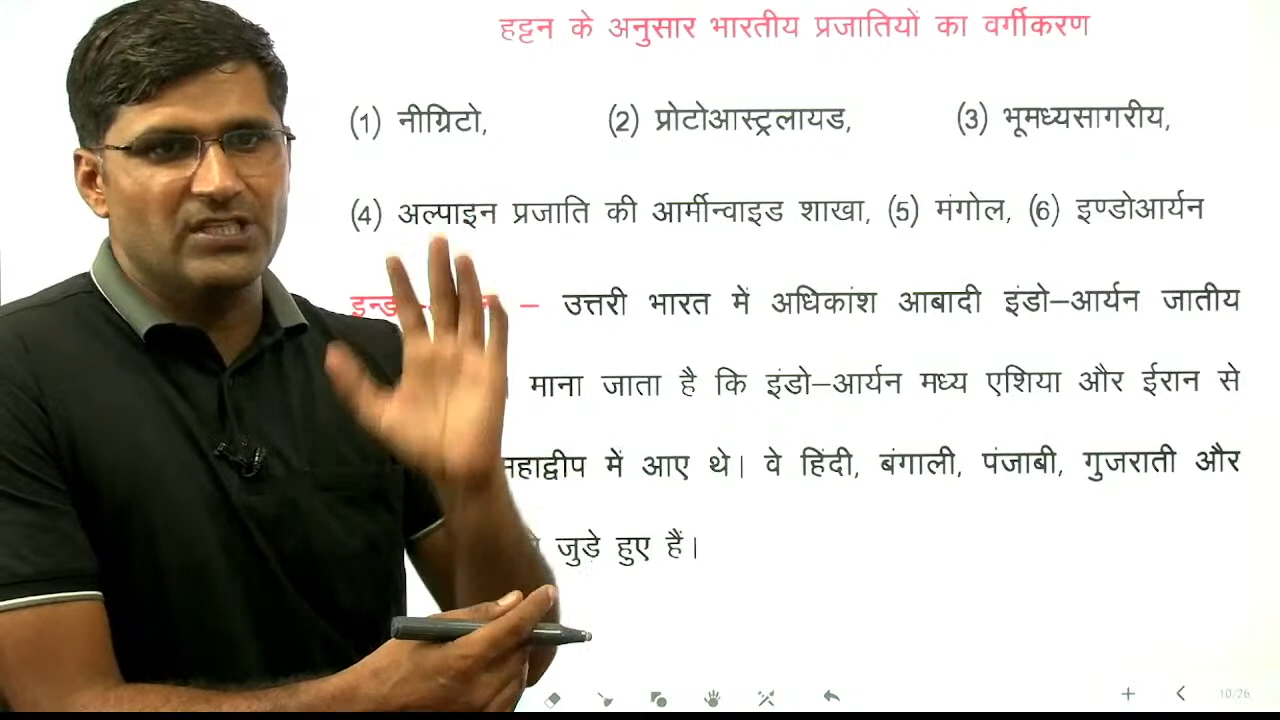 हट्टन के अनुसार भारतीय प्रजातियों का वर्गीकरण
(1) नीग्रिटो, (2) प्रोटोआस्ट्रलायड, (3) भूमध्यसागरीय,
(4) अल्पाइन प्रजाति की आर्मीन्वाइड शाखा, (5) मंगोल, (6) इण्डोआर्यन
– उत्तरी भारत में अधिकांश आबादी इंडो–आर्यन जातीय
माना जाता है कि इंडो–आर्यन मध्य एशिया और ईरान से
में आए थे। वे हिंदी, बंगाली, पंजाबी, गुजराती और
जुड़े हुए हैं।
10/26